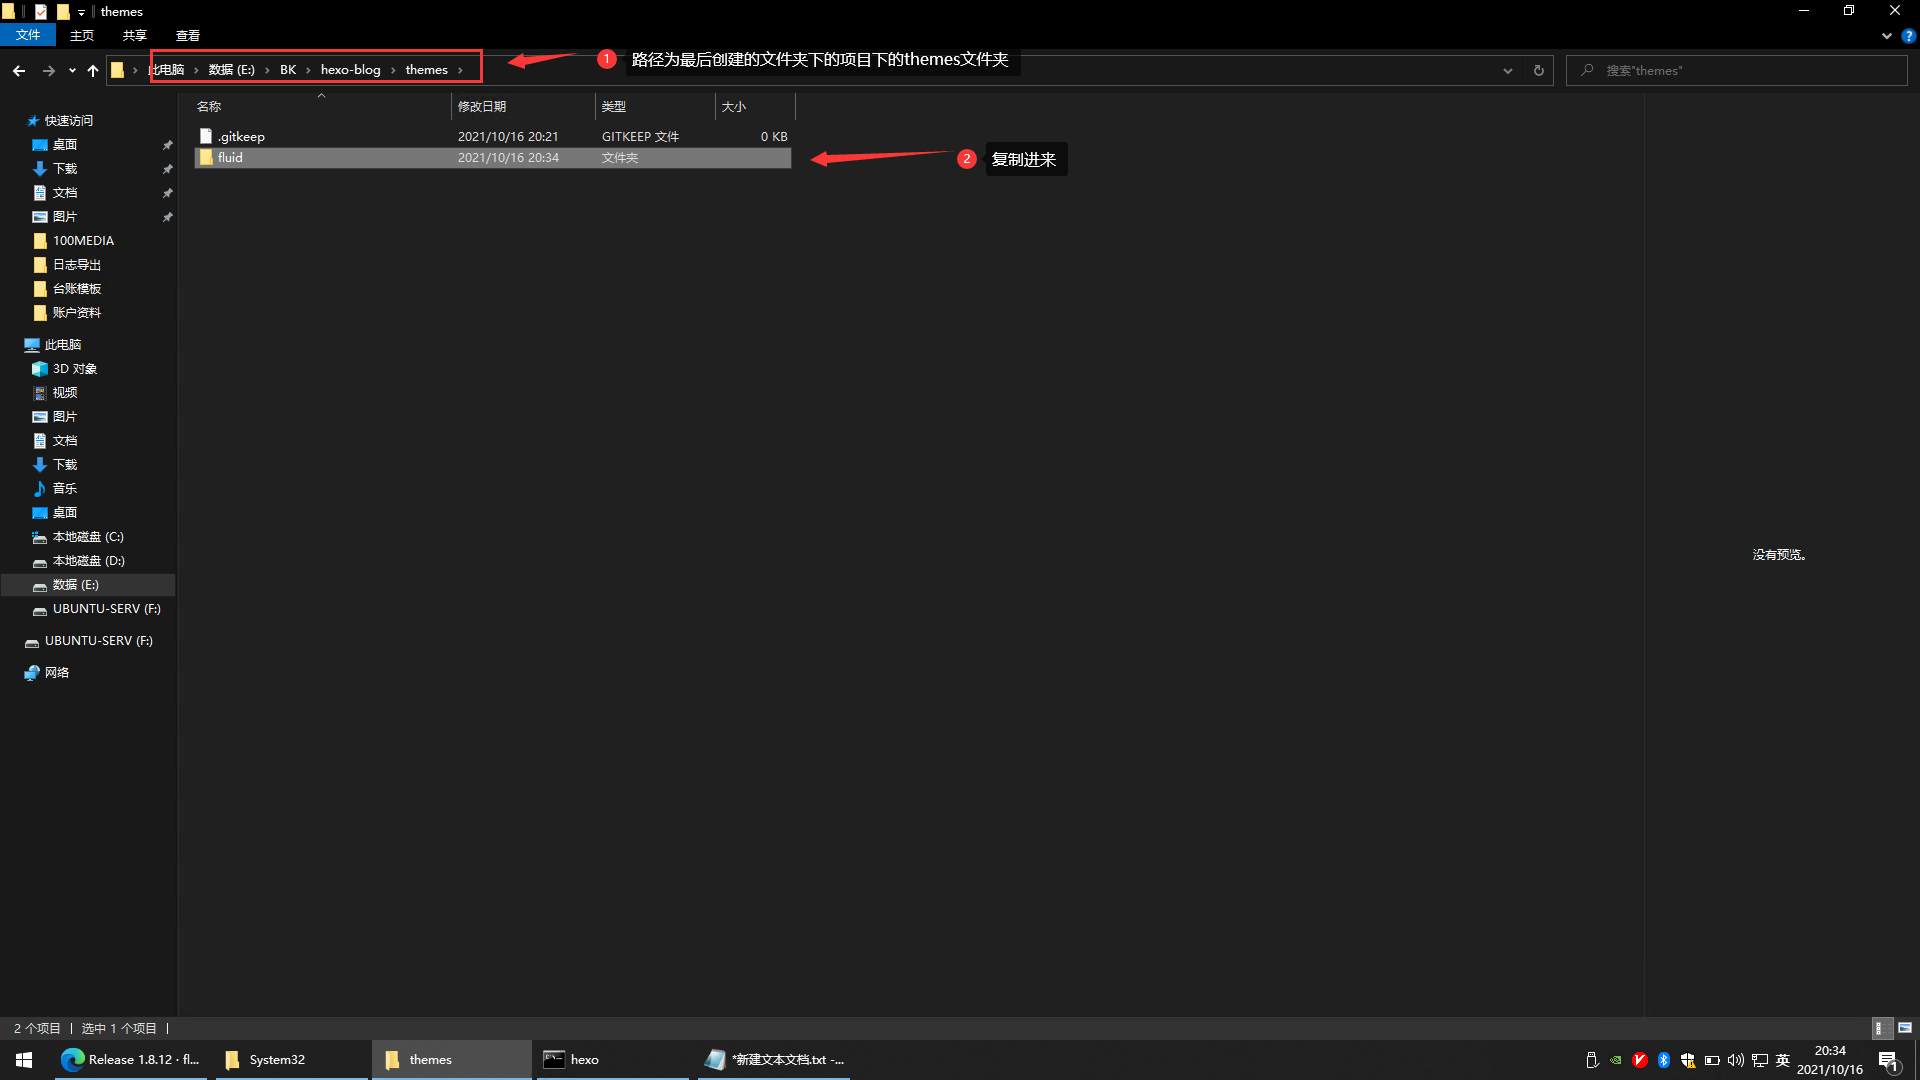 themes
文件 主页 共享 查看
此电脑 数据 (E:) BK hexo-blog themes
1 路径为最后创建的文件夹下的项目下的themes文件夹
搜索"themes"
名称 修改日期 类型 大小
.gitkeep 2021/10/16 20:21 GITKEEP 文件 0 KB
fluid 2021/10/16 20:34 文件夹
2 复制进来
快速访问
桌面
下载
文档
图片
100MEDIA
日志导出
台账模板
账户资料
此电脑
3D 对象
视频
图片
文档
下载
音乐
桌面
本地磁盘 (C:)
本地磁盘 (D:)
数据 (E:)
UBUNTU-SERV (F:)
UBUNTU-SERV (F:)
网络
没有预览。
2 个项目 选中 1 个项目
Release 1.8.12 · fl... System32 themes hexo *新建文本文档.txt -...
英
20:34
2021/10/16
1